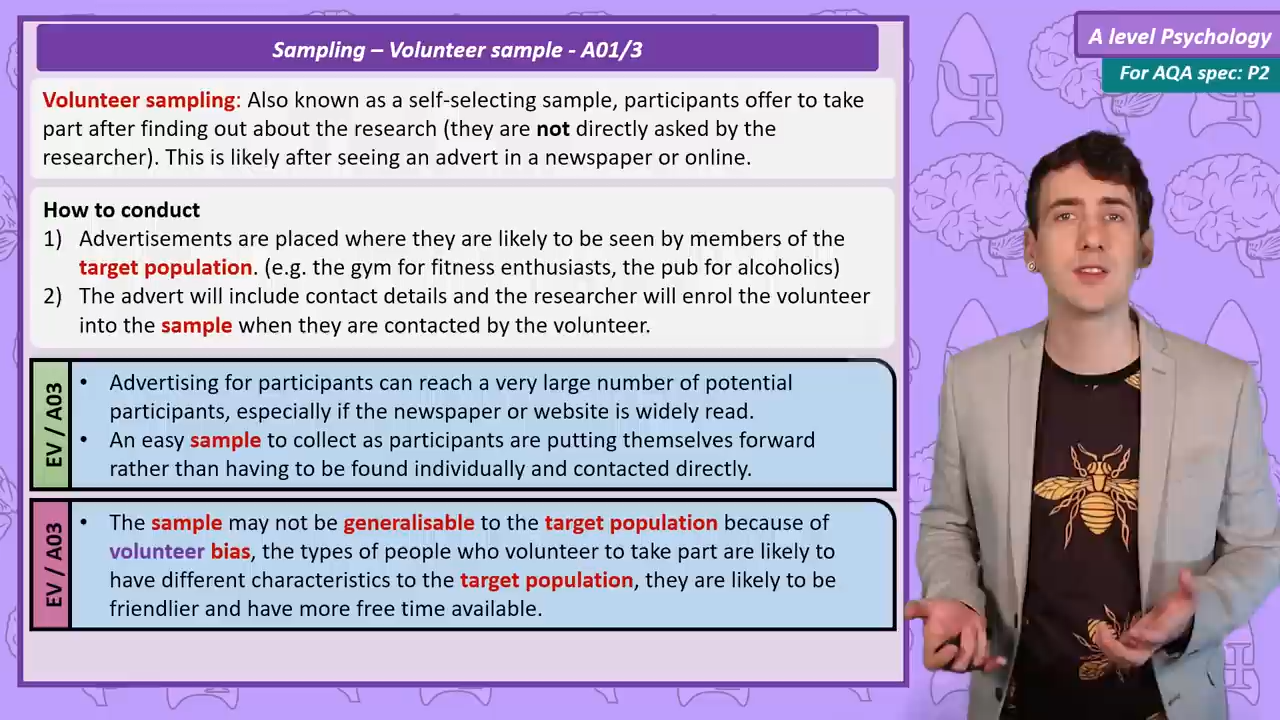 Sampling – Volunteer sample - A01/3
A level Psychology
For AQA spec: P2
Volunteer sampling: Also known as a self-selecting sample, participants offer to take
part after finding out about the research (they are not directly asked by the
researcher). This is likely after seeing an advert in a newspaper or online.
How to conduct
1) Advertisements are placed where they are likely to be seen by members of the
target population. (e.g. the gym for fitness enthusiasts, the pub for alcoholics)
2) The advert will include contact details and the researcher will enrol the volunteer
into the sample when they are contacted by the volunteer.
EV / A03
• Advertising for participants can reach a very large number of potential
participants, especially if the newspaper or website is widely read.
• An easy sample to collect as participants are putting themselves forward
rather than having to be found individually and contacted directly.
EV / A03
• The sample may not be generalisable to the target population because of
volunteer bias, the types of people who volunteer to take part are likely to
have different characteristics to the target population, they are likely to be
friendlier and have more free time available.